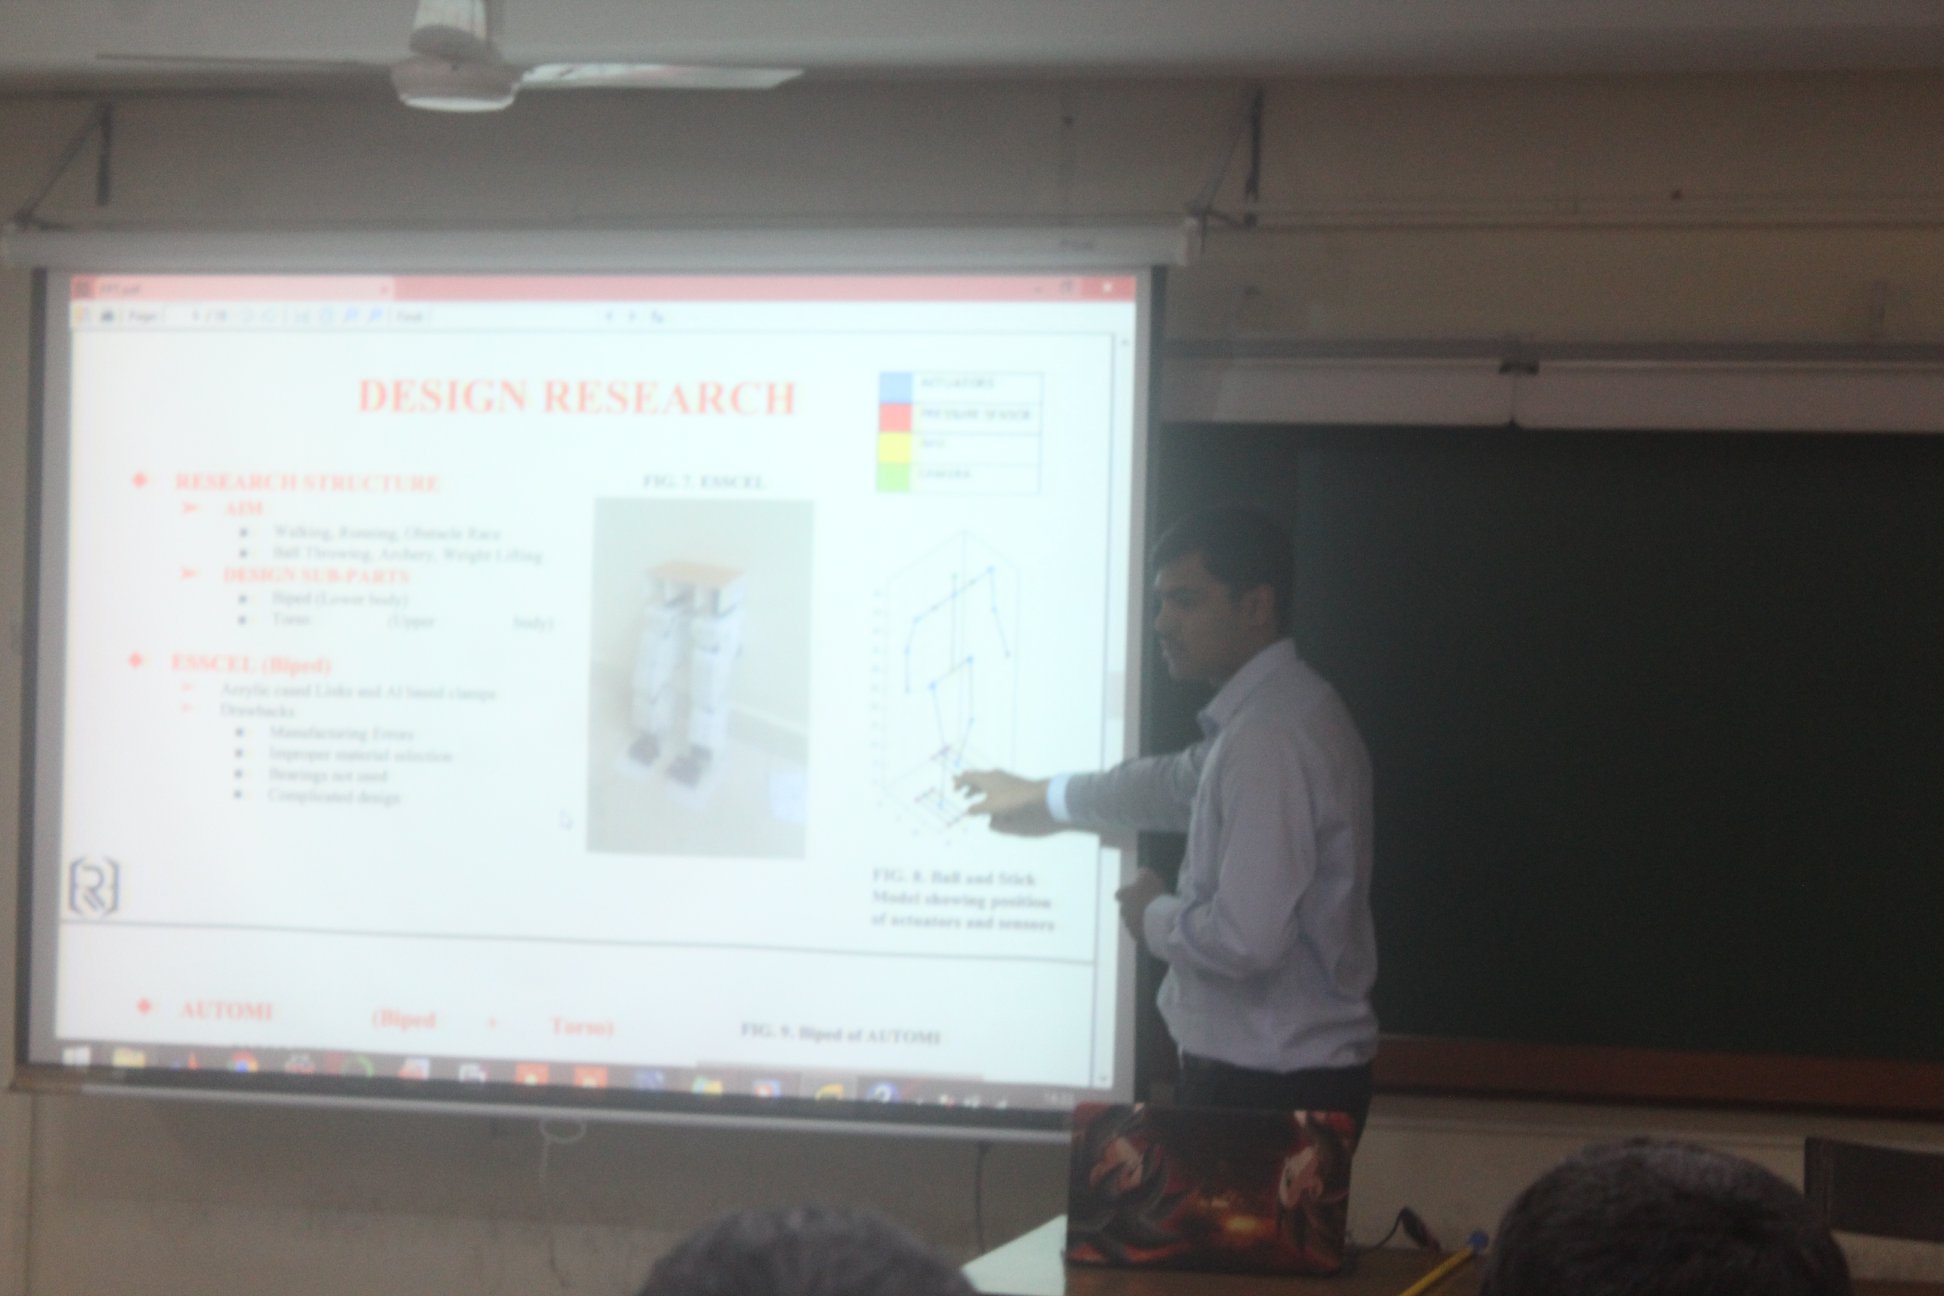 Page
DESIGN RESEARCH
ACTUATORS
PRESSURE SENSOR
CAMERA
RESEARCH STRUCTURE
AIM
Walking, Running, Obstacle Race
Ball Throwing, Archery, Weight Lifting
DESIGN SUB-PARTS
Biped (Lower body)
Torso (Upper body)
ESSCEL (Biped)
Acrylic cased Links and Al based clamps
Drawbacks
Manufacturing Errors
Improper material selection
Bearings not used
Complicated design
FIG. 7. ESSCEL
FIG. 8. Ball and Stick
Model showing position
of actuators and sensors
AUTOMI (Biped + Torso)
FIG. 9. Biped of AUTOMI